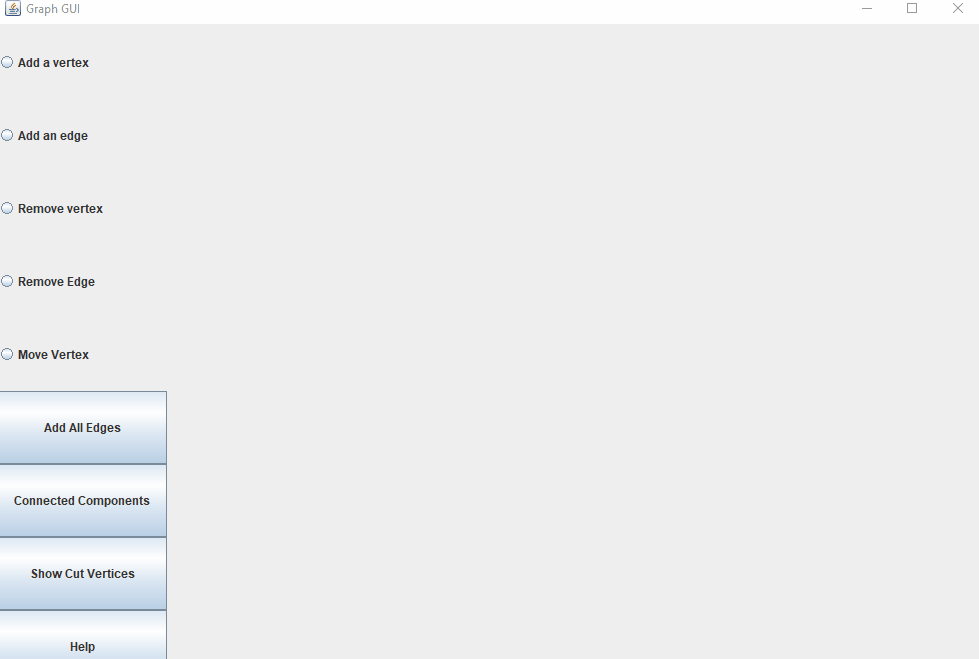 Graph GUI
Add a vertex
Add an edge
Remove vertex
Remove Edge
Move Vertex
Add All Edges
Connected Components
Show Cut Vertices
Help